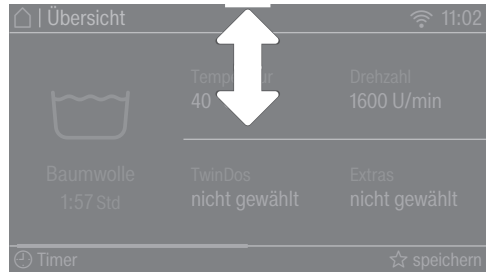 | Übersicht 11:02
Drehzahl
40 1600 U/min
Baumwolle TwinDos Extras
1:57 Std nicht gewählt nicht gewählt
Timer speichern